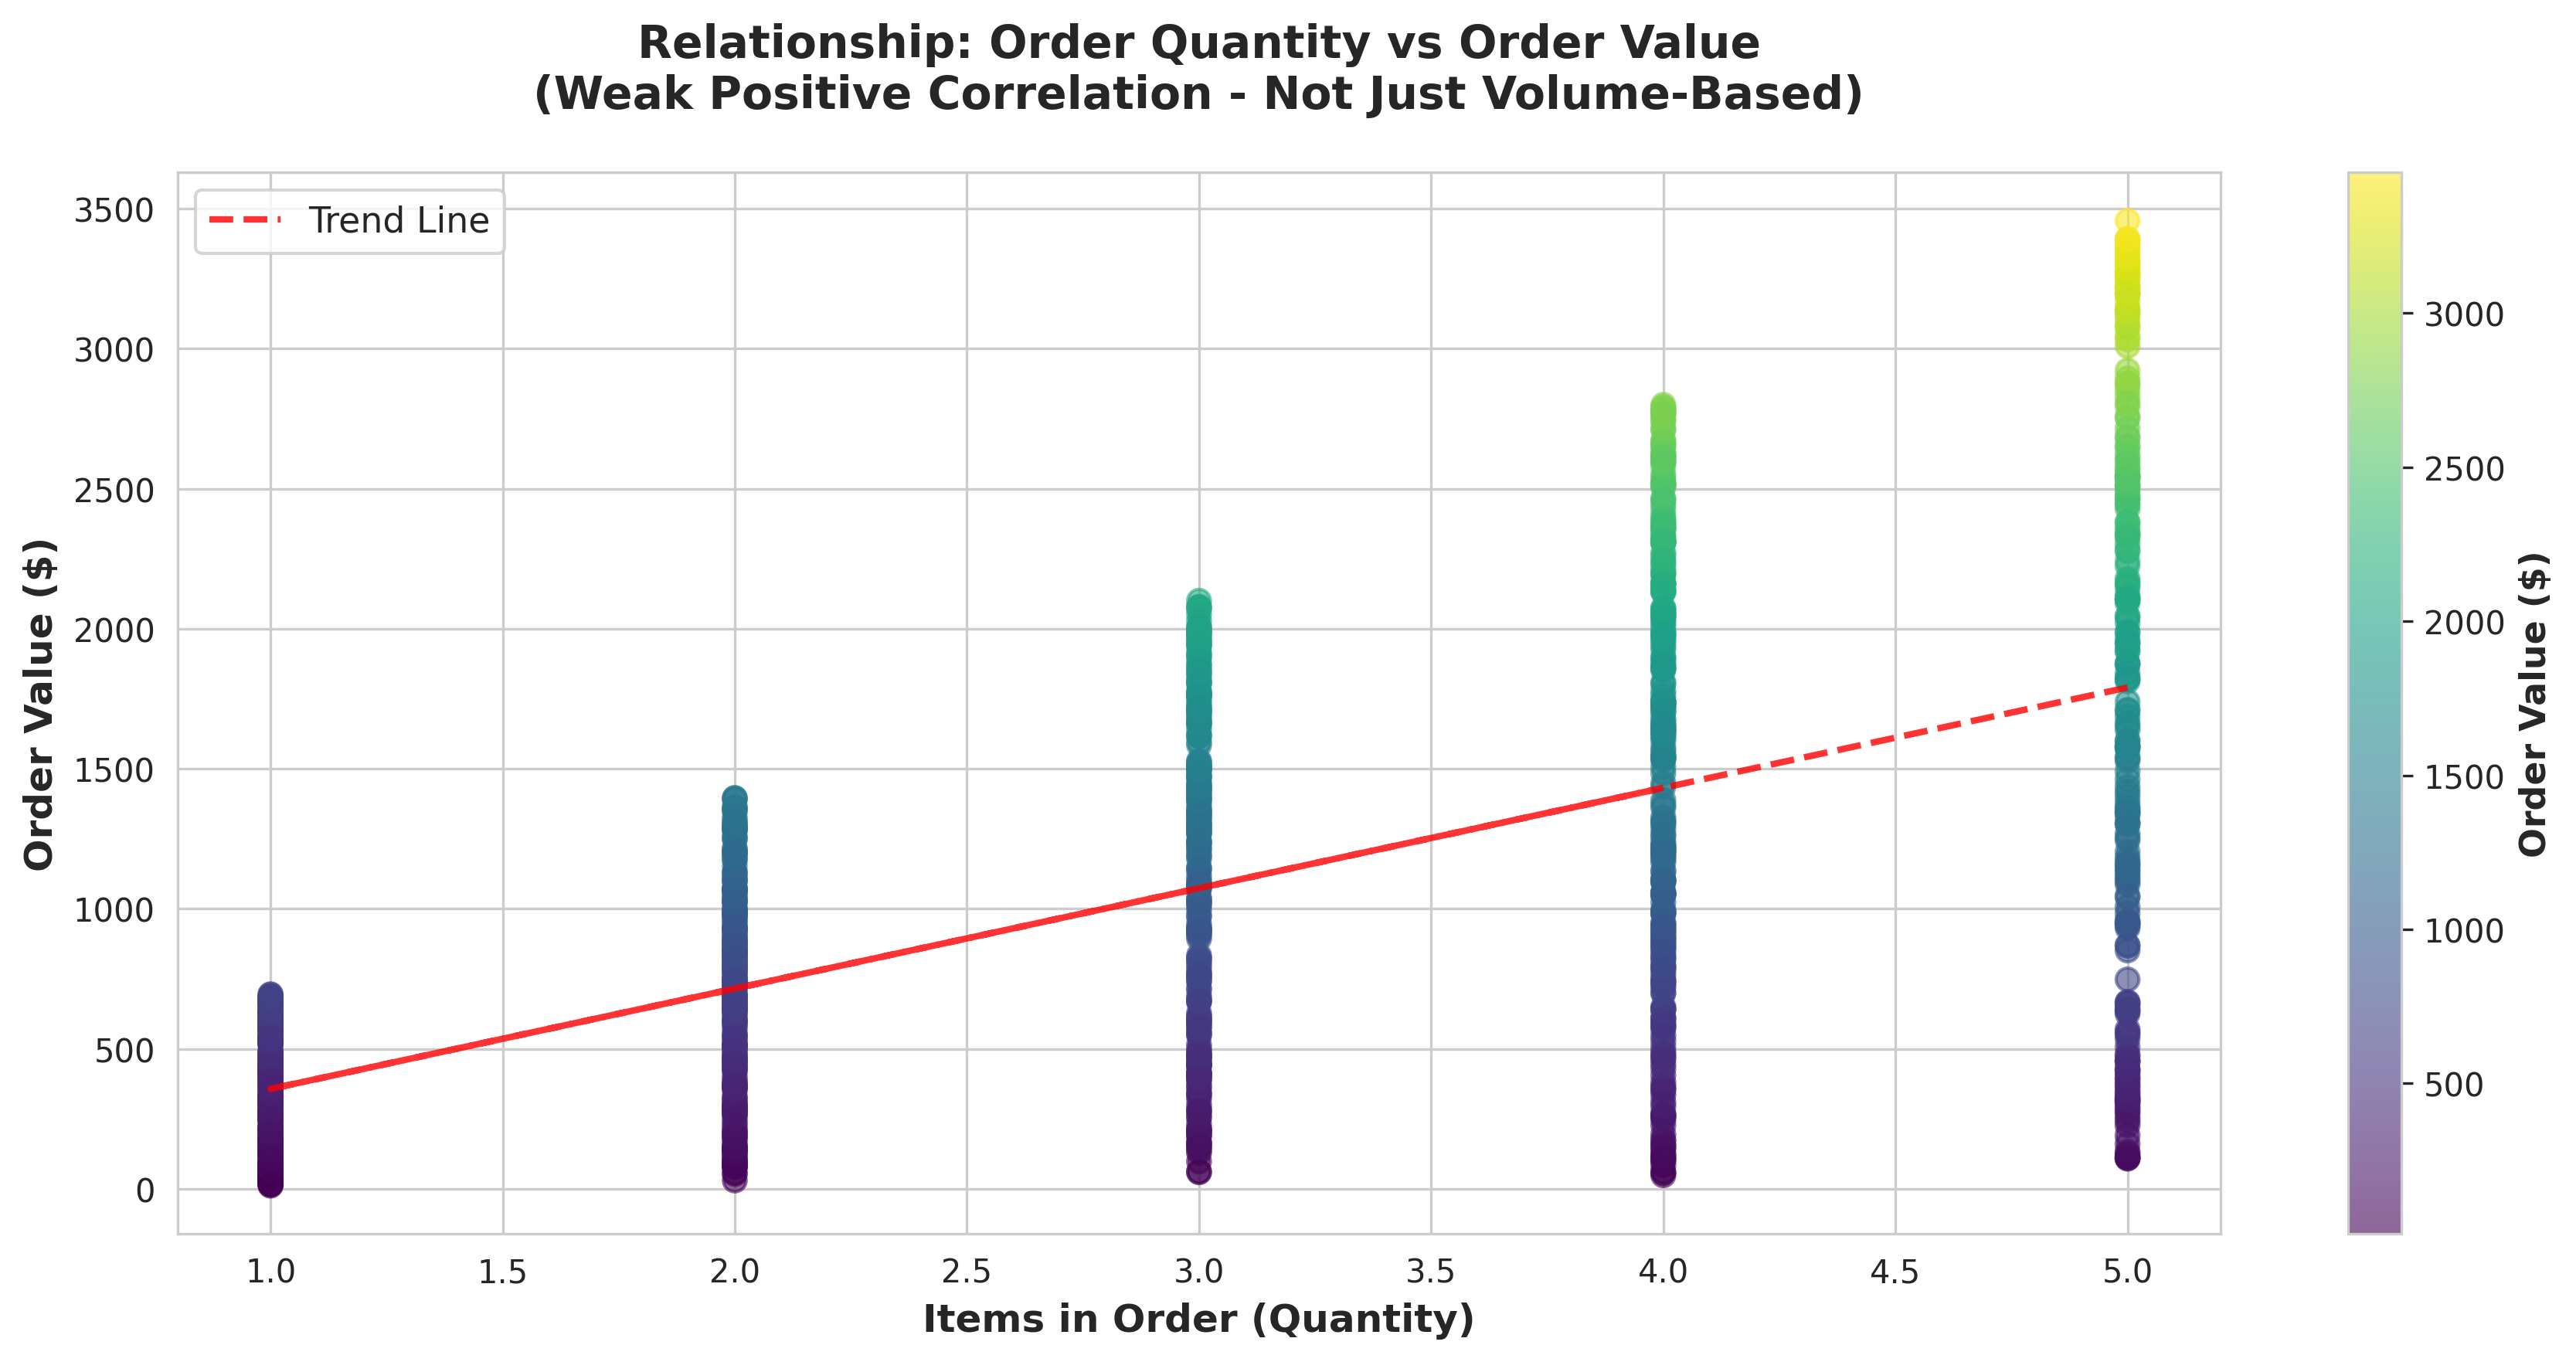 Relationship: Order Quantity vs Order Value
(Weak Positive Correlation - Not Just Volume-Based)
Trend Line
Order Value ($)
3500
3000
2500
2000
1500
1000
500
0
1.0 1.5 2.0 2.5 3.0 3.5 4.0 4.5 5.0
Items in Order (Quantity)
3000
2500
2000
1500
1000
500
Order Value ($)